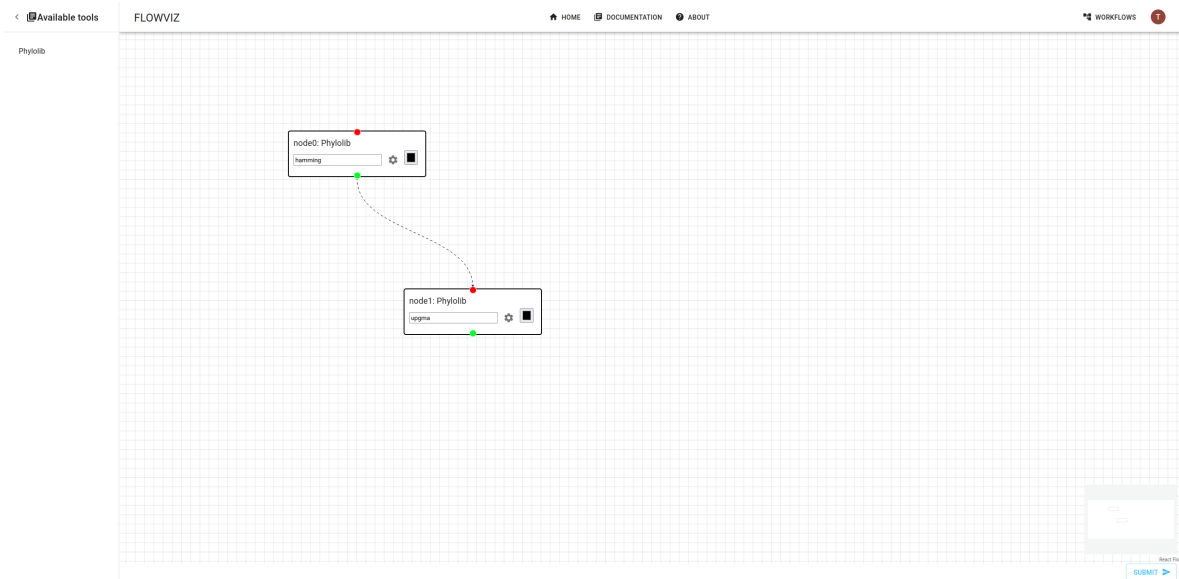 Available tools
FLOWVIZ
HOME
DOCUMENTATION
ABOUT
WORKFLOWS
T
Phylolib
node0: Phylolib
hamming
node1: Phylolib
upgma
React Flo
SUBMIT